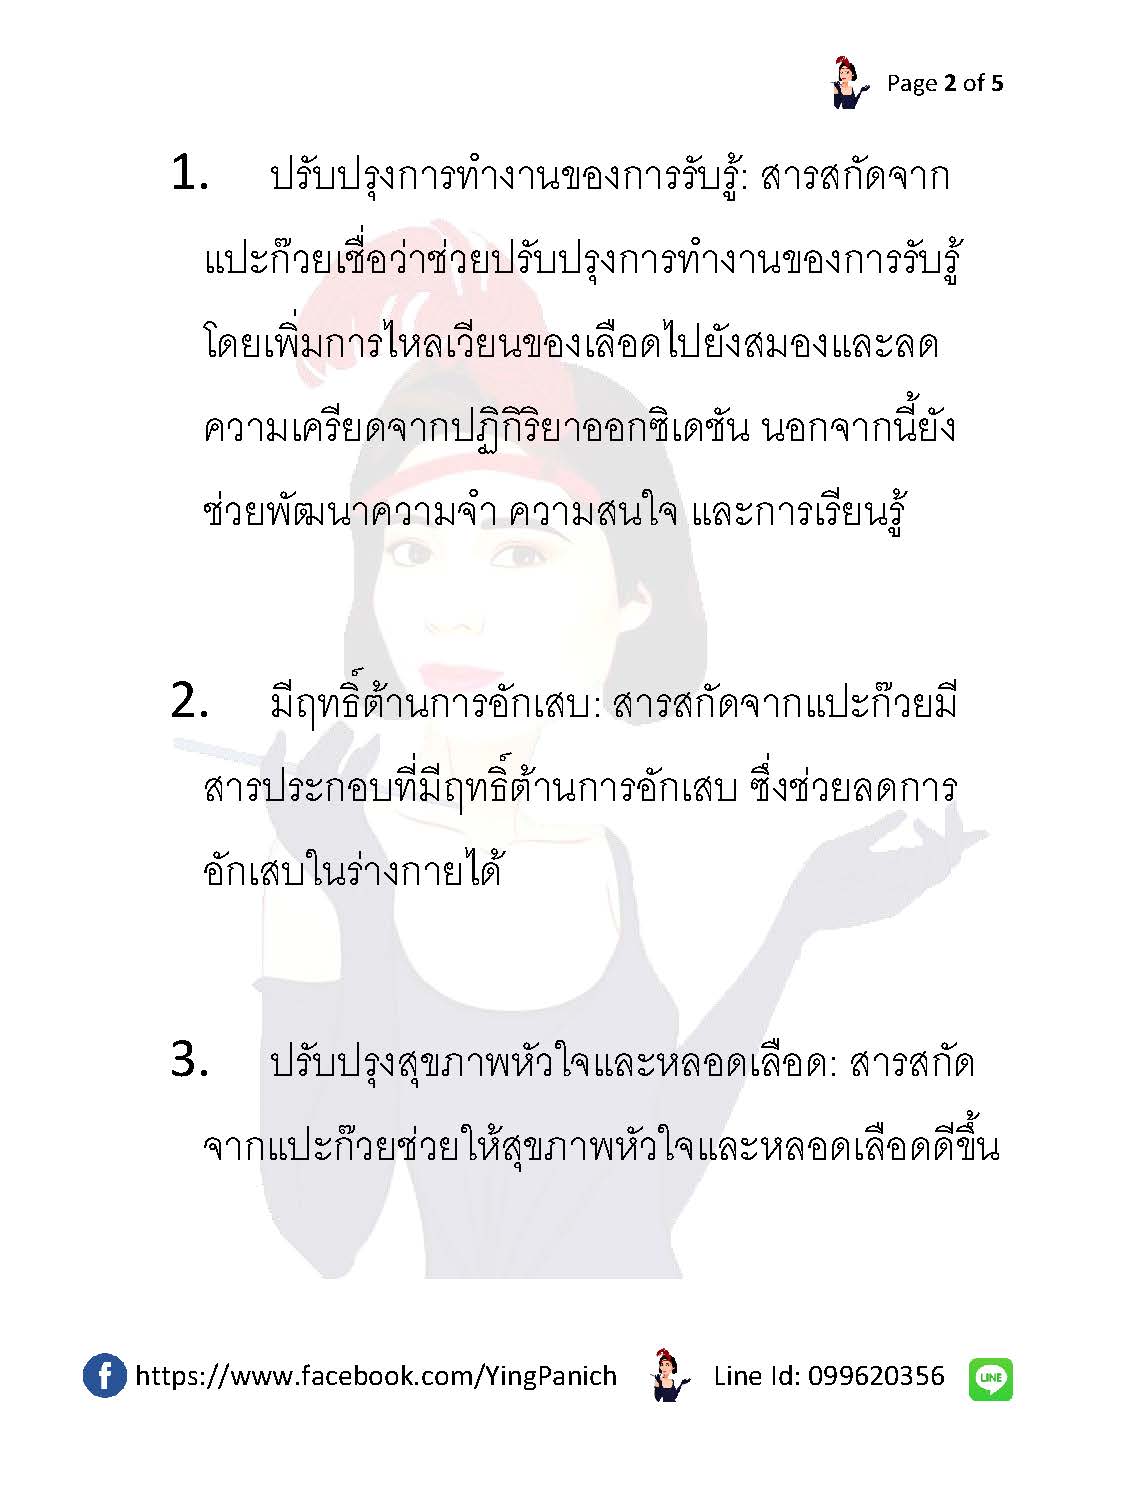 Page 2 of 5
1. ปรับปรุงการทำงานของการรับรู้: สารสกัดจาก
แปะก๊วยเชื่อว่าช่วยปรับปรุงการทำงานของการรับรู้
โดยเพิ่มการไหลเวียนของเลือดไปยังสมองและลด
ความเครียดจากปฏิกิริยาออกซิเดชัน นอกจากนี้ยัง
ช่วยพัฒนาความจำ ความสนใจ และการเรียนรู้
2. มีฤทธิ์ต้านการอักเสบ: สารสกัดจากแปะก๊วยมี
สารประกอบที่มีฤทธิ์ต้านการอักเสบ ซึ่งช่วยลดการ
อักเสบในร่างกายได้
3. ปรับปรุงสุขภาพหัวใจและหลอดเลือด: สารสกัด
จากแปะก๊วยช่วยให้สุขภาพหัวใจและหลอดเลือดดีขึ้น
f https://www.facebook.com/YingPanich Line Id: 099620356 LINE